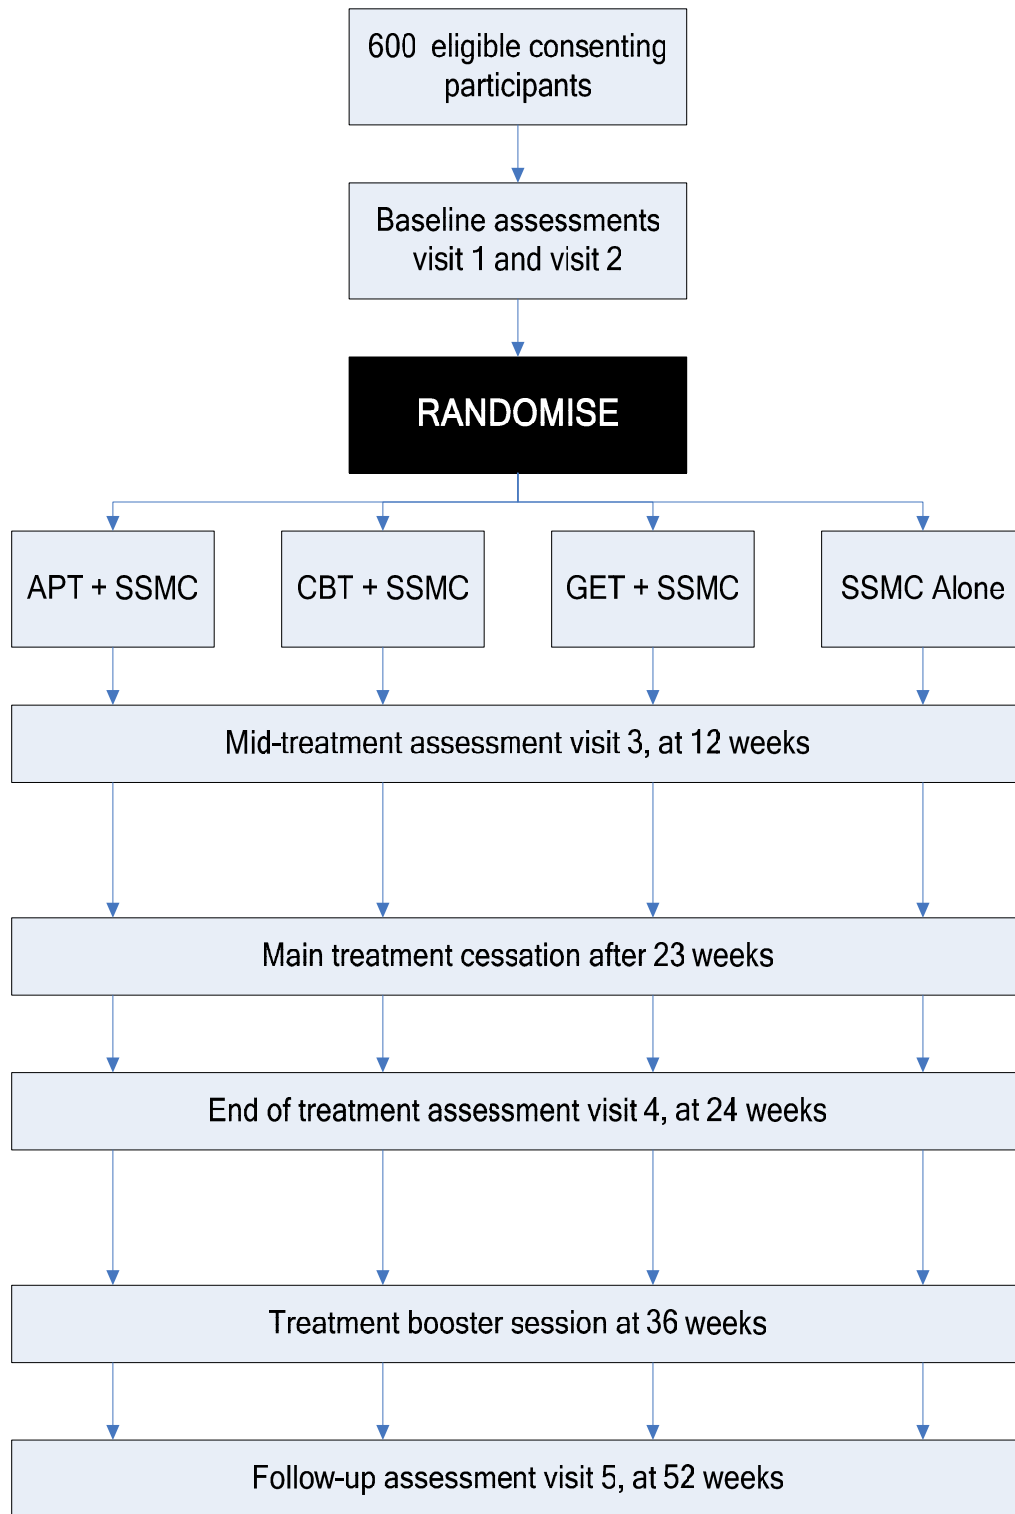 600 eligible consenting
participants
Baseline assessments
visit 1 and visit 2
RANDOMISE
APT + SSMC
CBT + SSMC
GET + SSMC
SSMC Alone
Mid-treatment assessment visit 3, at 12 weeks
Main treatment cessation after 23 weeks
End of treatment assessment visit 4, at 24 weeks
Treatment booster session at 36 weeks
Follow-up assessment visit 5, at 52 weeks